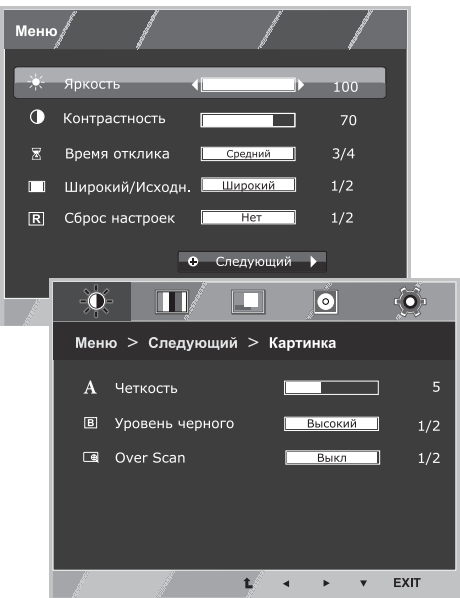 Меню
Яркость 100
Контрастность 70
Время отклика Средний 3/4
Широкий/Исходн. Широкий 1/2
R Сброс настроек Нет 1/2
Следующий
Меню > Следующий > Картинка
A Четкость 5
B Уровень черного Высокий 1/2
Over Scan Выкл 1/2
EXIT